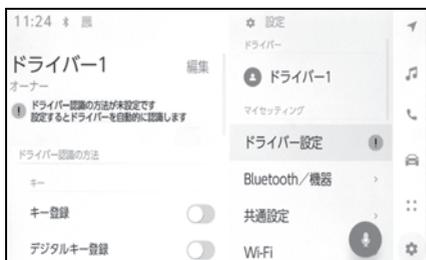 11:24
ドライバー1
編集
オーナー
ドライバー認識の方法が未設定です
設定するとドライバーを自動的に認識します
ドライバー認識の方法
キー
キー登録
デジタルキー登録
設定
ドライバー
ドライバー1
マイセッティング
ドライバー設定
Bluetooth／機器
共通設定
Wi-Fi